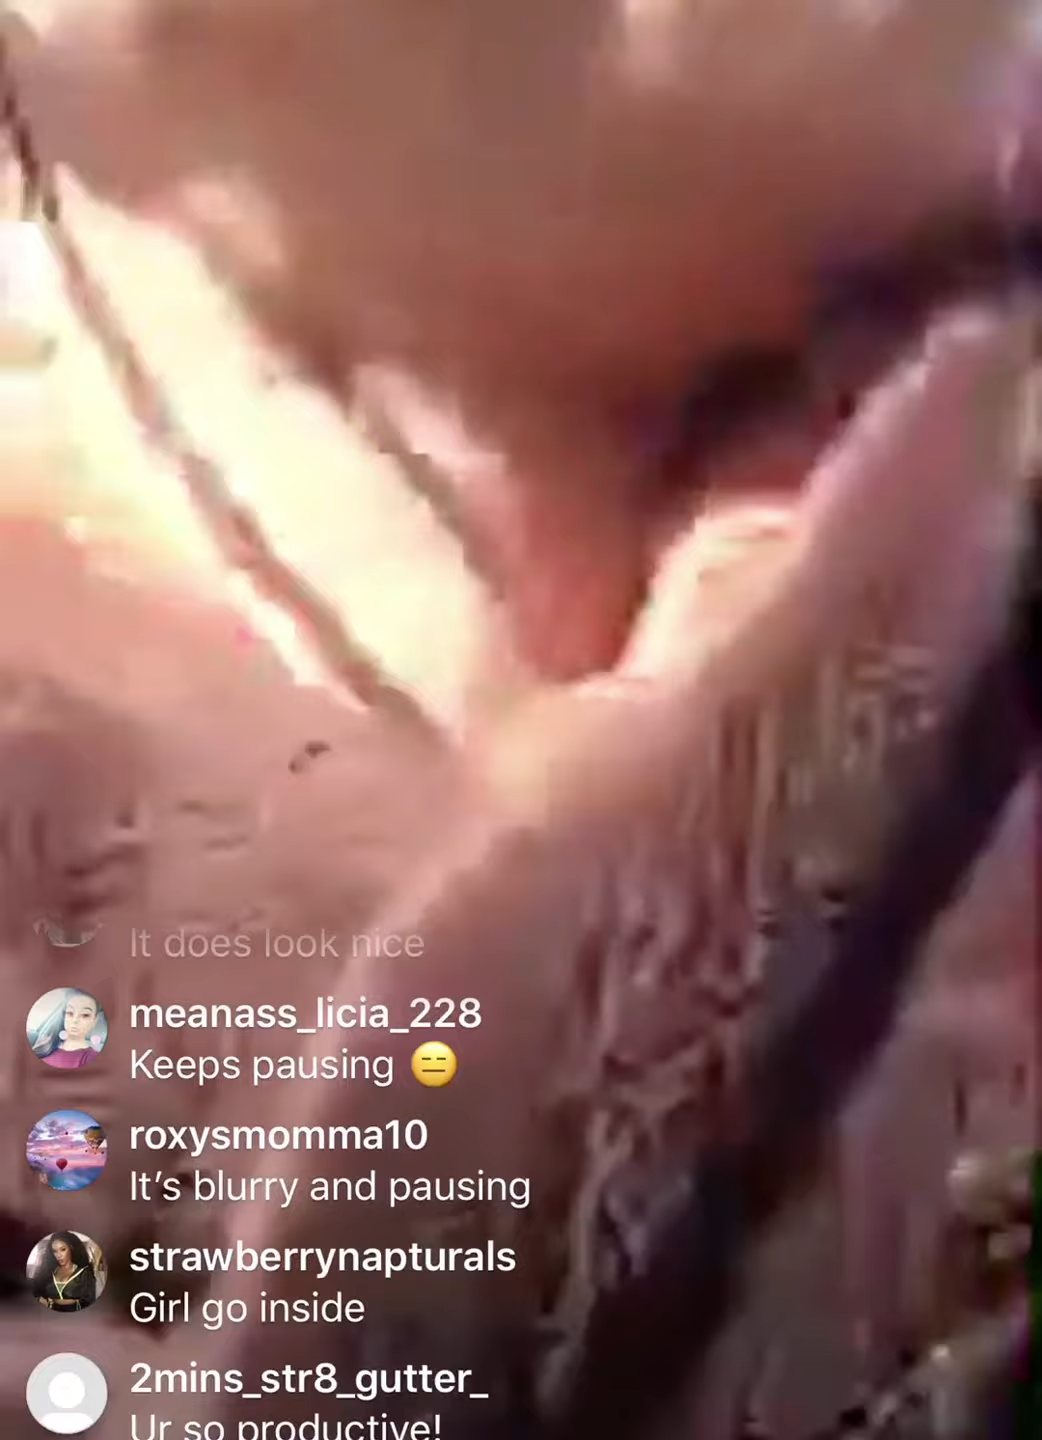 It does look nice
meanass_licia_228
Keeps pausing 😑
roxysmomma10
It’s blurry and pausing
strawberrynapturals
Girl go inside
2mins_str8_gutter_
Ur so productive!